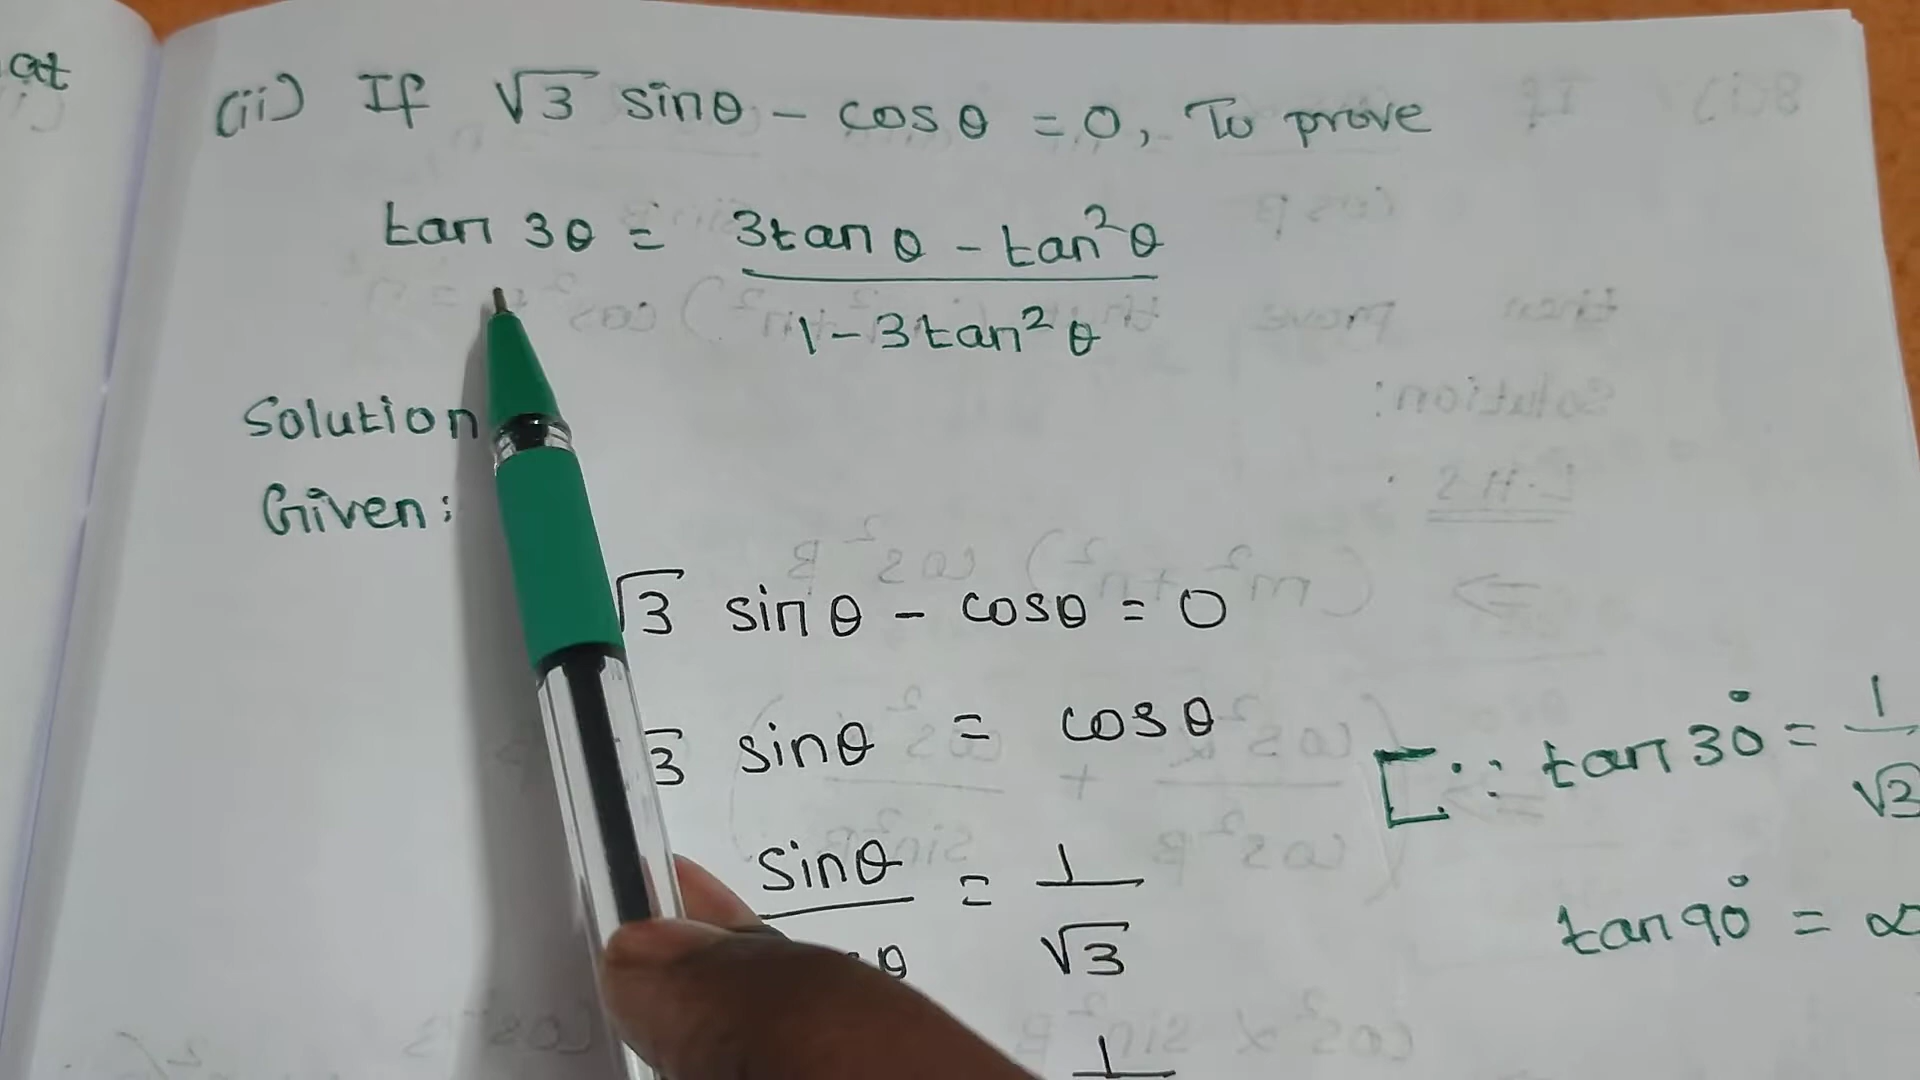 at
(ii) If √3 sinθ - cosθ = 0, To prove
tan 3θ = 3tanθ - tan²θ
1-3tan²θ
Solution
Given:
√3 sinθ - cosθ = 0
3 sinθ = cosθ
[∵ tan 30° = 1
√3
sinθ = 1
θ √3
tan 90° = ∞
1